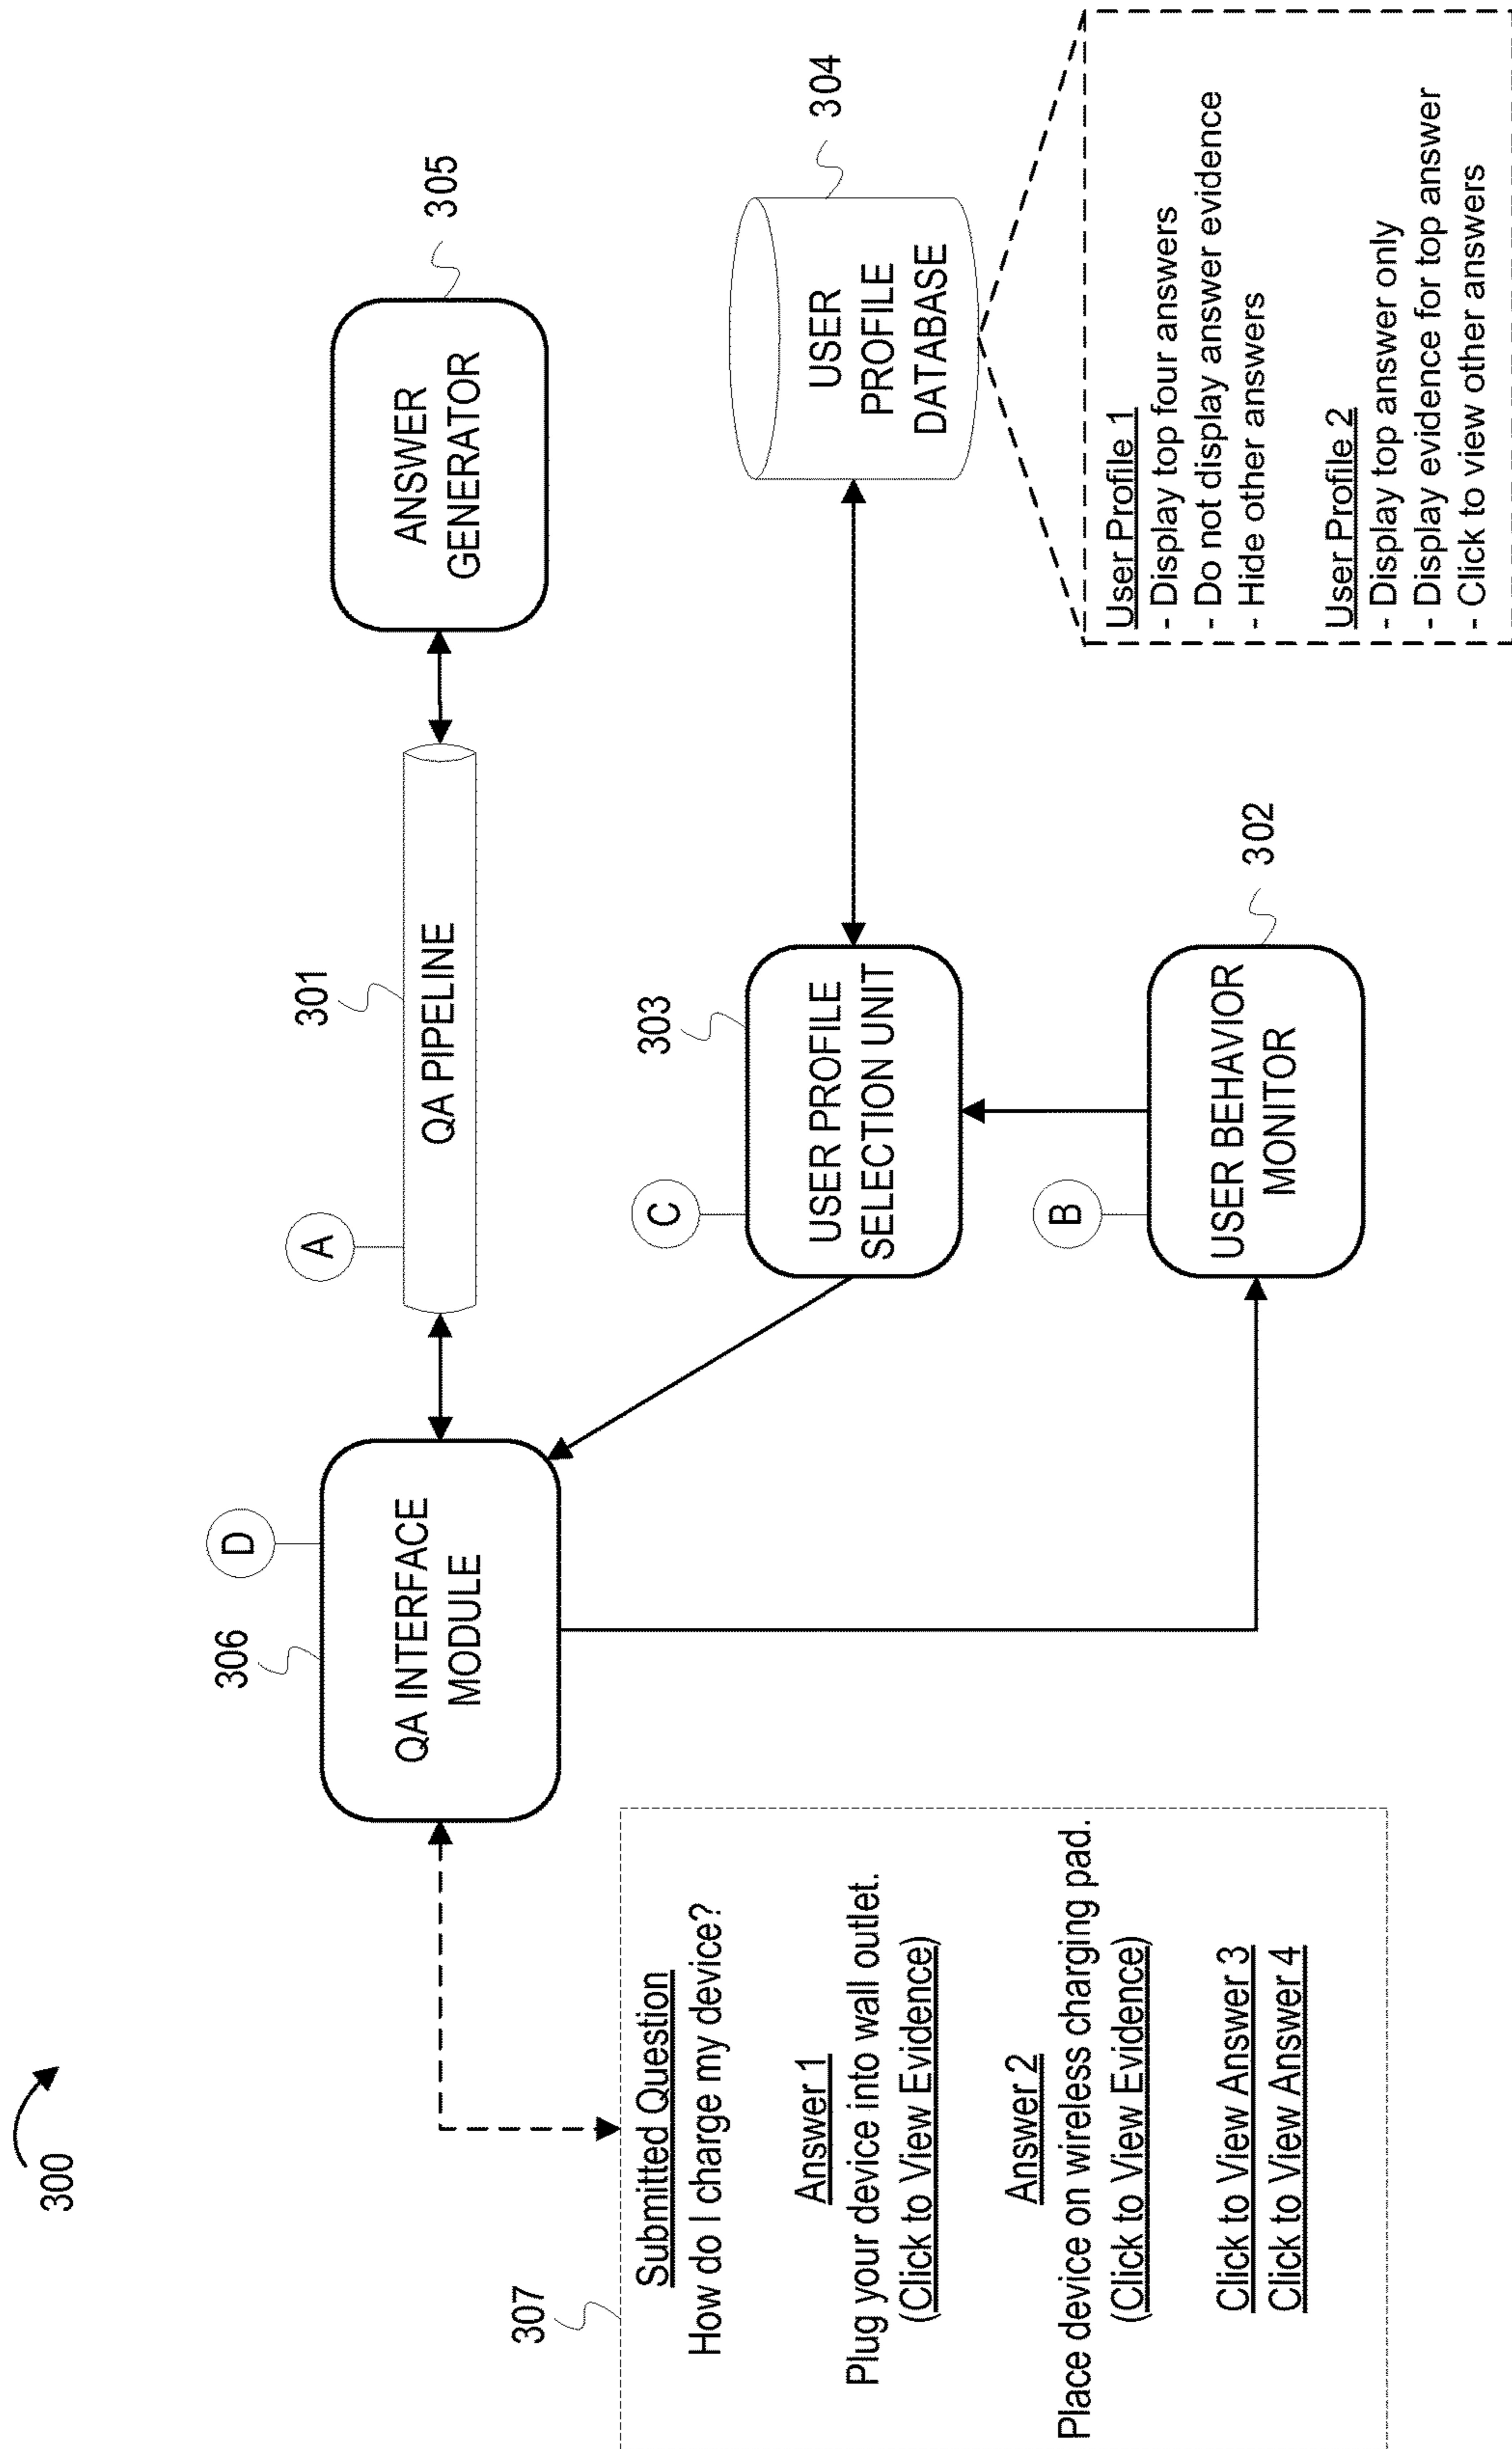 300
307
Submitted Question
How do I charge my device?
Answer 1
Plug your device into wall outlet.
(Click to View Evidence)
Answer 2
Place device on wireless charging pad.
(Click to View Evidence)
Click to View Answer 3
Click to View Answer 4
306
D
QA INTERFACE
MODULE
A
301
QA PIPELINE
ANSWER
GENERATOR
305
C
303
USER PROFILE
SELECTION UNIT
B
USER BEHAVIOR
MONITOR
302
USER
PROFILE
DATABASE
304
User Profile 1
- Display top four answers
- Do not display answer evidence
- Hide other answers
User Profile 2
- Display top answer only
- Display evidence for top answer
- Click to view other answers